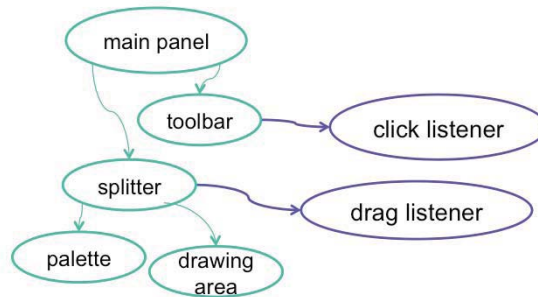 main panel
toolbar
click listener
splitter
drag listener
palette
drawing
area